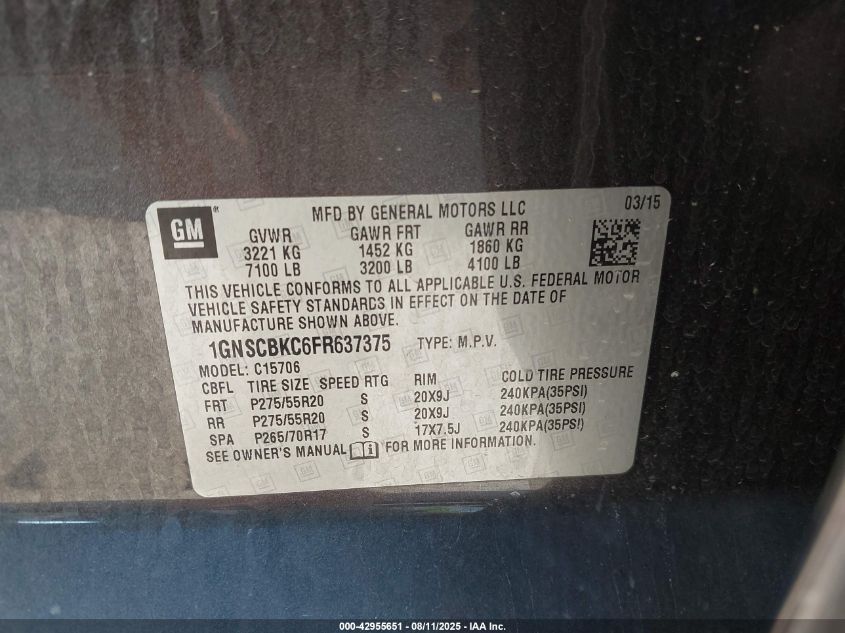 GM
MFD BY GENERAL MOTORS LLC 03/15
GVWR GAWR FRT GAWR RR
3221 KG 1452 KG 1860 KG
7100 LB 3200 LB 4100 LB
THIS VEHICLE CONFORMS TO ALL APPLICABLE U.S. FEDERAL MOTOR
VEHICLE SAFETY STANDARDS IN EFFECT ON THE DATE OF
MANUFACTURE SHOWN ABOVE.
1GNSCBKC6FR637375 TYPE: M.P.V.
MODEL: C15706
CBFL TIRE SIZE SPEED RTG RIM COLD TIRE PRESSURE
FRT P275/55R20 S 20X9J 240KPA(35PSI)
RR P275/55R20 S 20X9J 240KPA(35PSI)
SPA P265/70R17 S 17X7.5J 240KPA(35PSI)
SEE OWNER'S MANUAL FOR MORE INFORMATION.
000-42955651 - 08/11/2025 - IAA Inc.